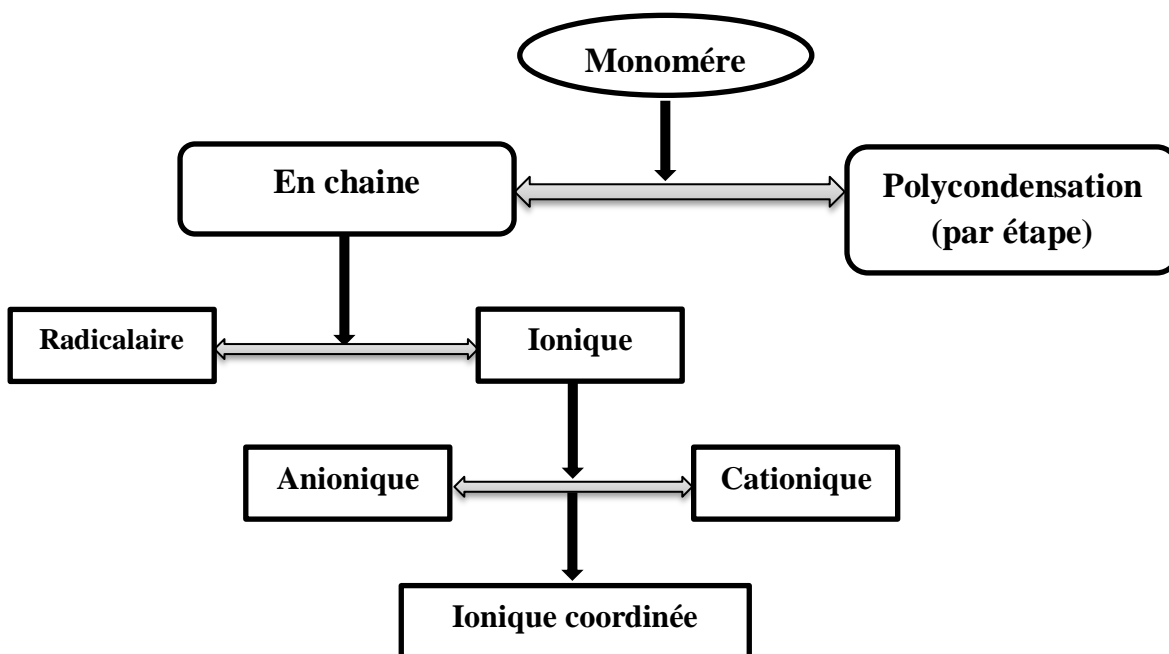 Monomére
En chaine
Polycondensation
(par étape)
Radicalaire
Ionique
Anionique
Cationique
Ionique coordinée